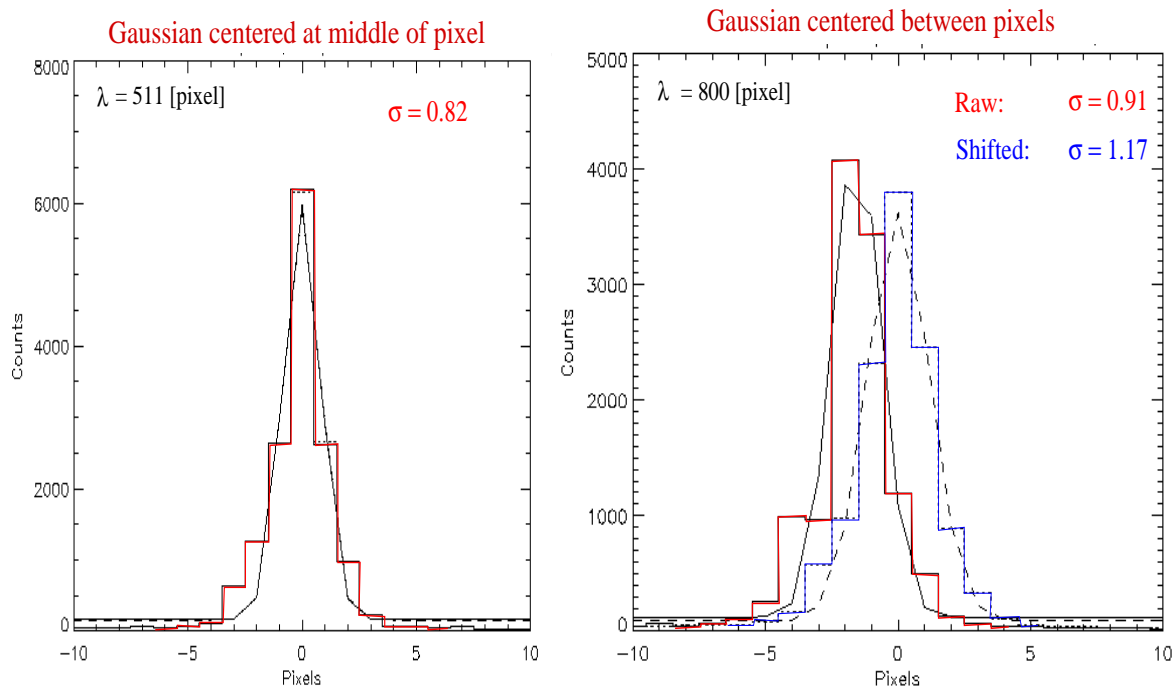 Gaussian centered at middle of pixel
λ = 511 [pixel]
σ = 0.82
8000
6000
4000
2000
0
Counts
−10
−5
0
5
10
Pixels
Gaussian centered between pixels
λ = 800 [pixel]
Raw: σ = 0.91
Shifted: σ = 1.17
5000
4000
3000
2000
1000
0
Counts
−10
−5
0
5
10
Pixels